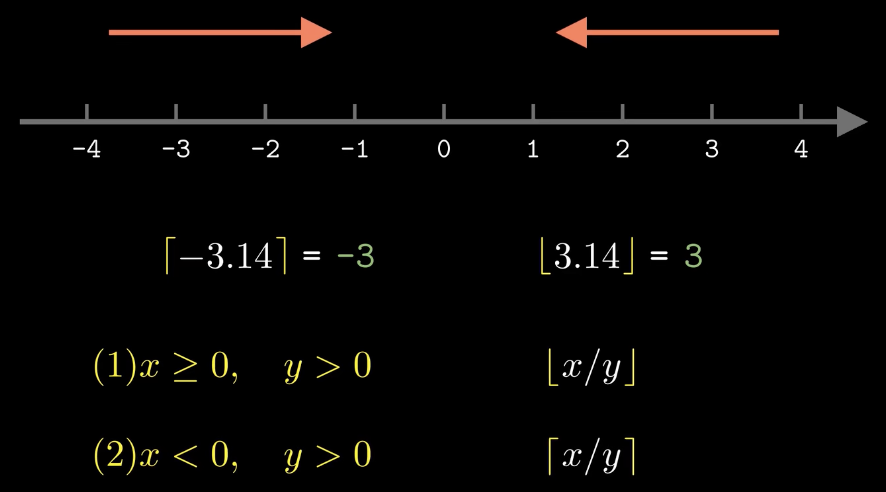 -4 -3 -2 -1 0 1 2 3 4
⌈−3.14⌉ = -3 ⌊3.14⌋ = 3
(1)x ≥ 0, y > 0 ⌊x/y⌋
(2)x < 0, y > 0 ⌈x/y⌉